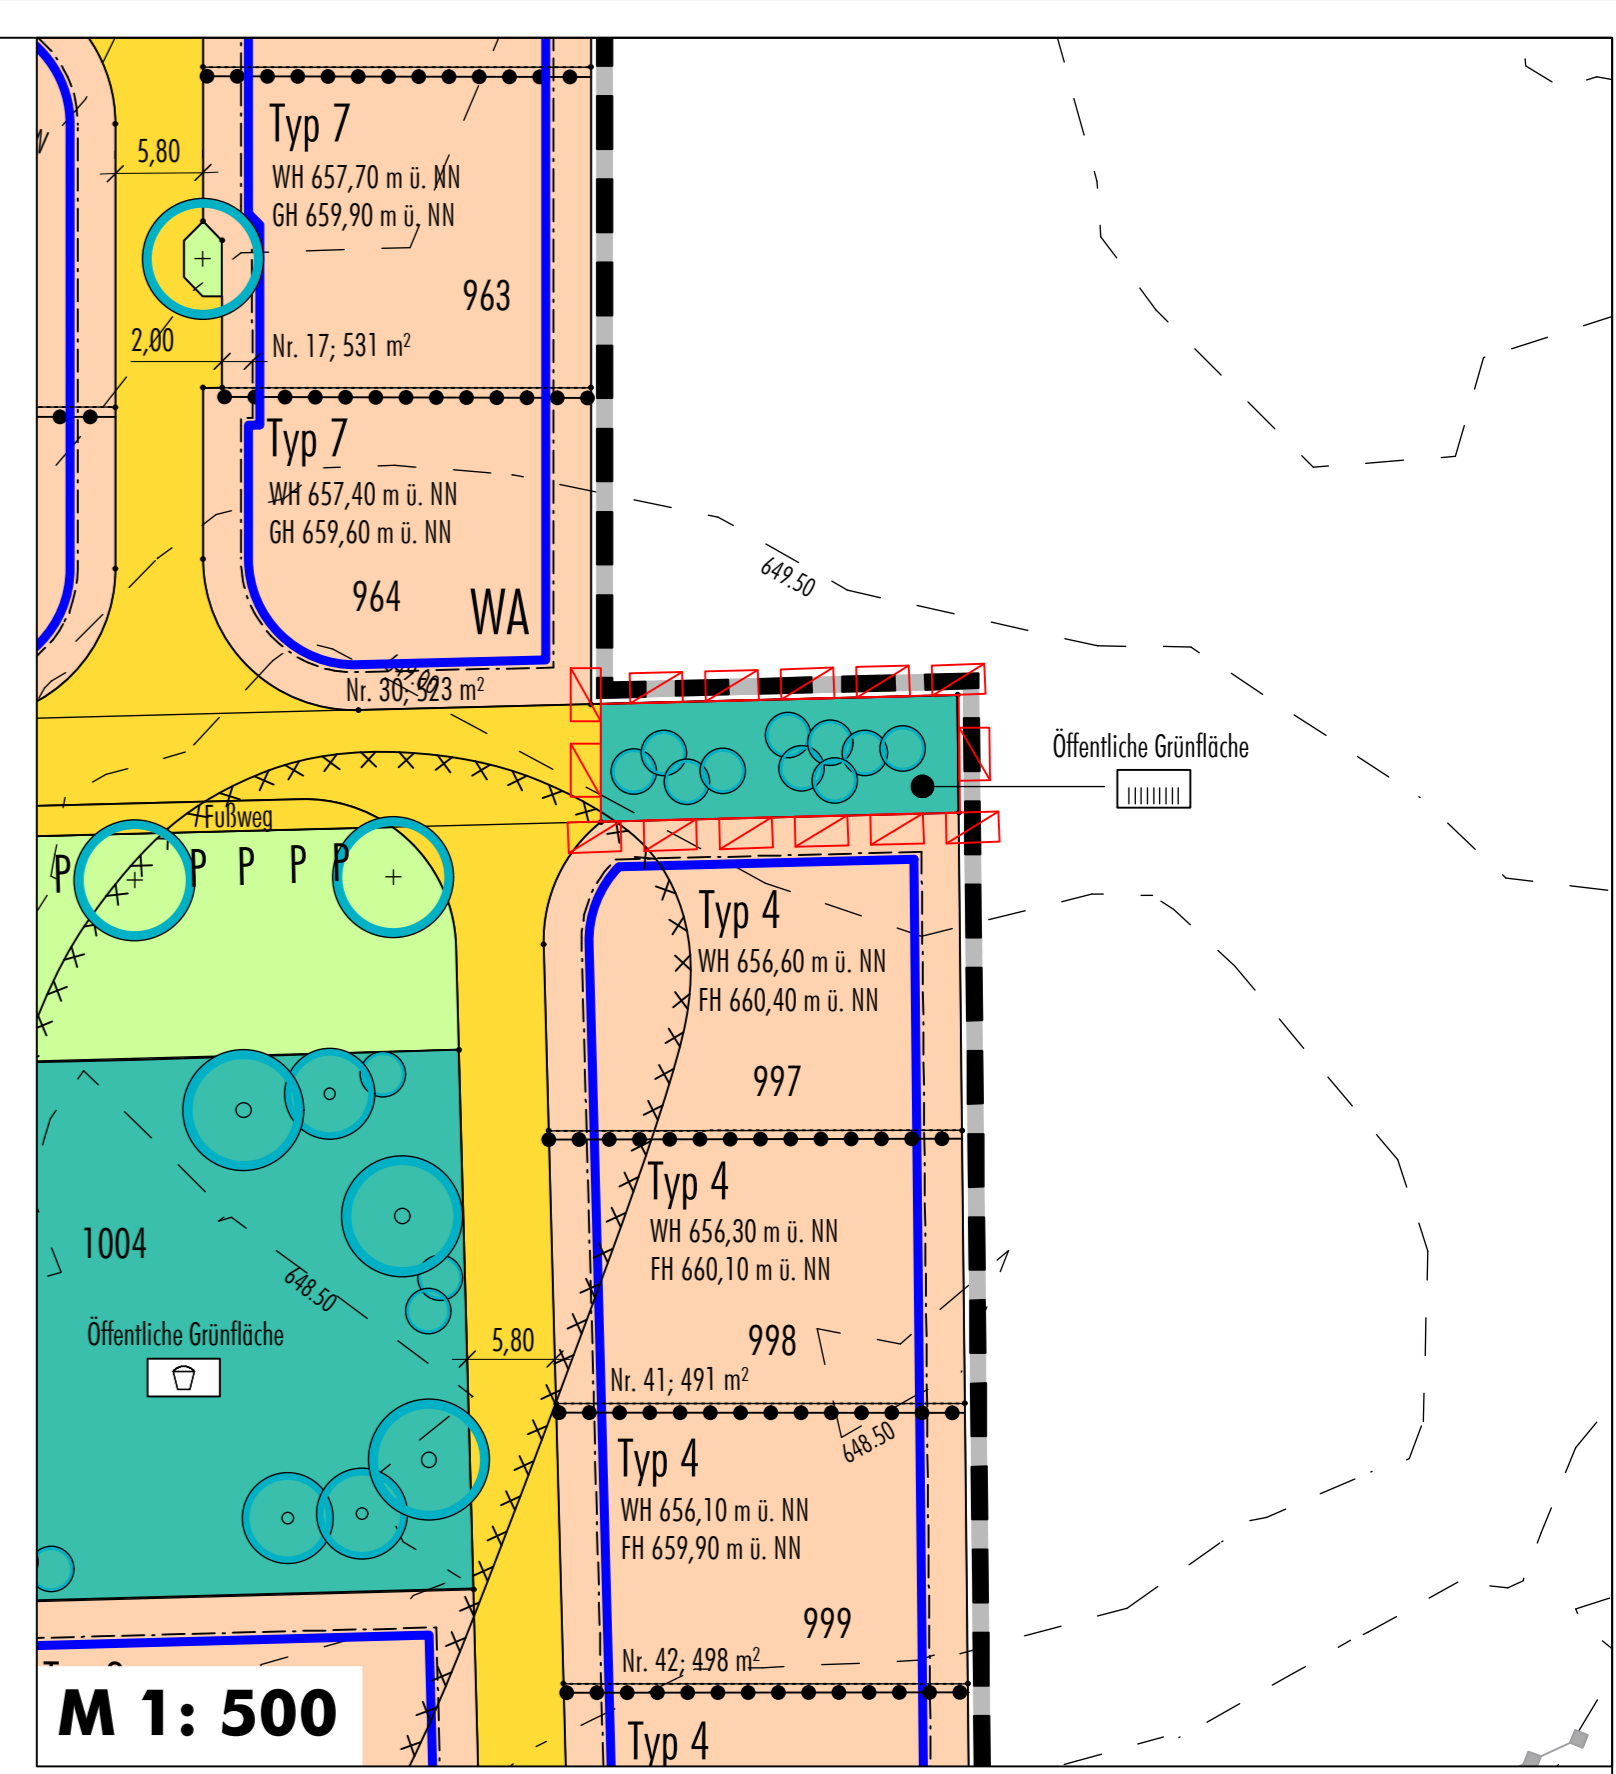 Typ 7
5,80
WH 657,70 m ü. NN
GH 659,90 m ü. NN
963
2,00
Nr. 17; 531 m²
Typ 7
WH 657,40 m ü. NN
GH 659,60 m ü. NN
649.50
964
WA
Nr. 30; 523 m²
Öffentliche Grünfläche
Fußweg
P P P P P
Typ 4
WH 656,60 m ü. NN
FH 660,40 m ü. NN
997
Typ 4
WH 656,30 m ü. NN
FH 660,10 m ü. NN
1004
648.50
Öffentliche Grünfläche
5,80
998
Nr. 41; 491 m²
648.50
Typ 4
WH 656,10 m ü. NN
FH 659,90 m ü. NN
999
Nr. 42; 498 m²
M 1: 500
Typ 4